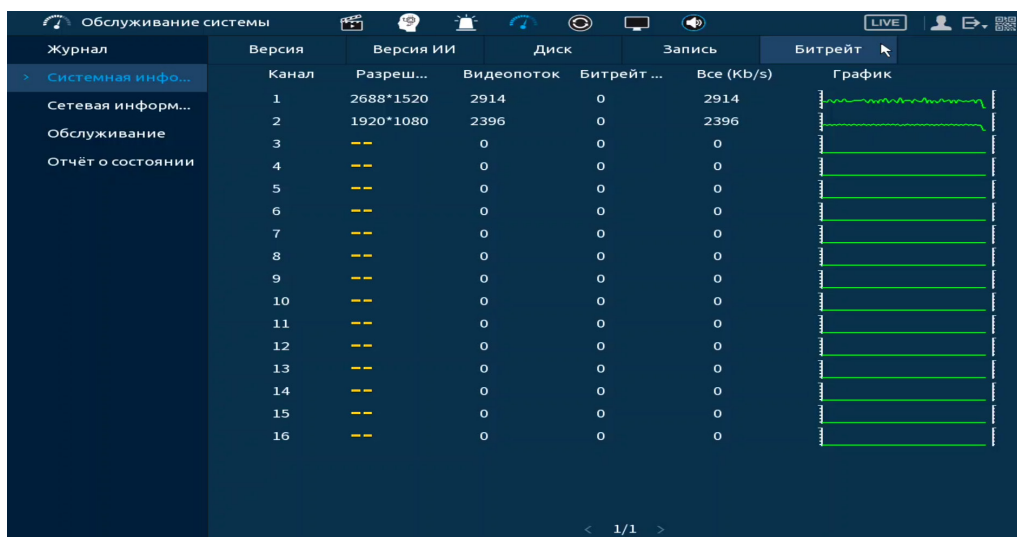 Обслуживание системы LIVE
Журнал Версия Версия ИИ Диск Запись Битрейт
> Системная инфо... Канал Разреш... Видеопоток Битрейт ... Все (Kb/s) График
Сетевая информ...
Обслуживание
Отчёт о состоянии
1 2688*1520 2914 0 2914
2 1920*1080 2396 0 2396
3 -- 0 0 0
4 -- 0 0 0
5 -- 0 0 0
6 -- 0 0 0
7 -- 0 0 0
8 -- 0 0 0
9 -- 0 0 0
10 -- 0 0 0
11 -- 0 0 0
12 -- 0 0 0
13 -- 0 0 0
14 -- 0 0 0
15 -- 0 0 0
16 -- 0 0 0
< 1/1 >